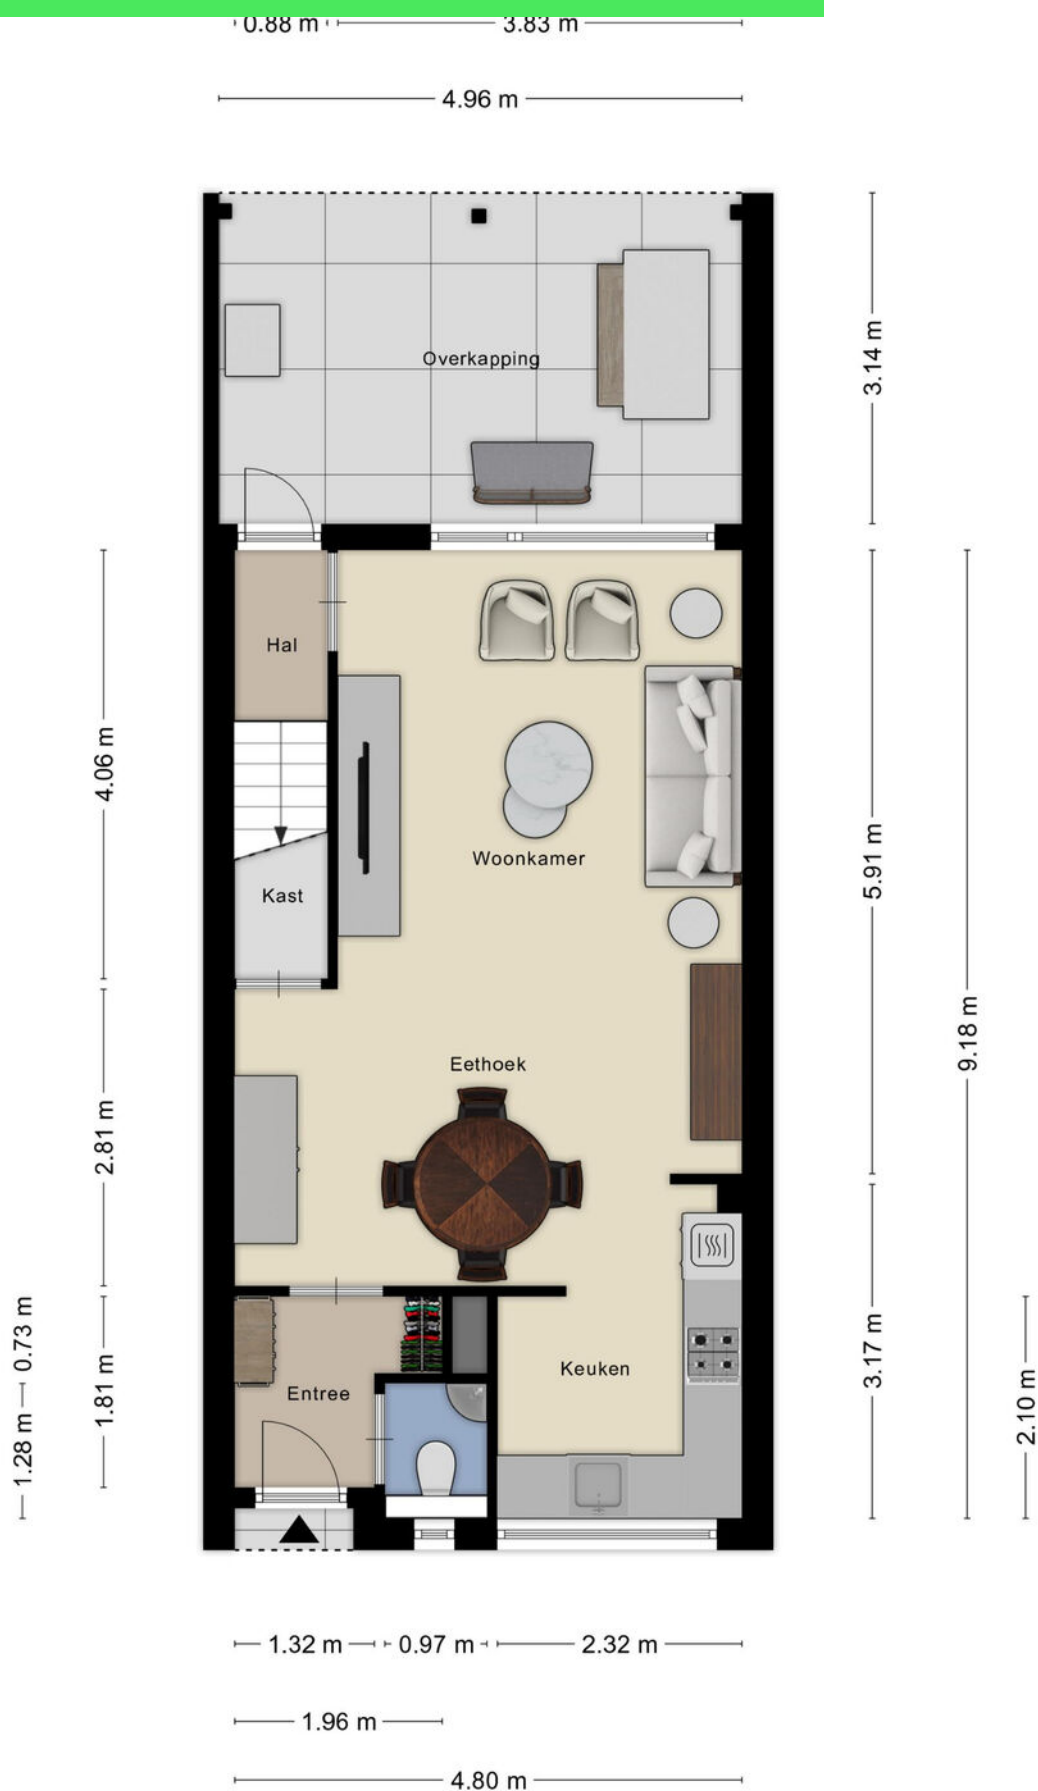 0.88 m
3.83 m
4.96 m
Overkapping
3.14 m
Hal
4.06 m
Kast
Woonkamer
5.91 m
9.18 m
Eethoek
2.81 m
Keuken
Entree
0.73 m
1.28 m
1.81 m
3.17 m
2.10 m
1.32 m
0.97 m
2.32 m
1.96 m
4.80 m